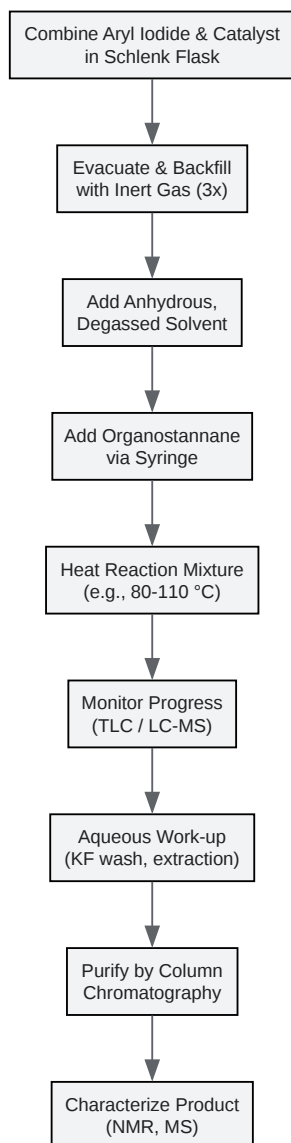 Combine Aryl Iodide & Catalyst
in Schlenk Flask
Evacuate & Backfill
with Inert Gas (3x)
Add Anhydrous,
Degassed Solvent
Add Organostannane
via Syringe
Heat Reaction Mixture
(e.g., 80-110 °C)
Monitor Progress
(TLC / LC-MS)
Aqueous Work-up
(KF wash, extraction)
Purify by Column
Chromatography
Characterize Product
(NMR, MS)